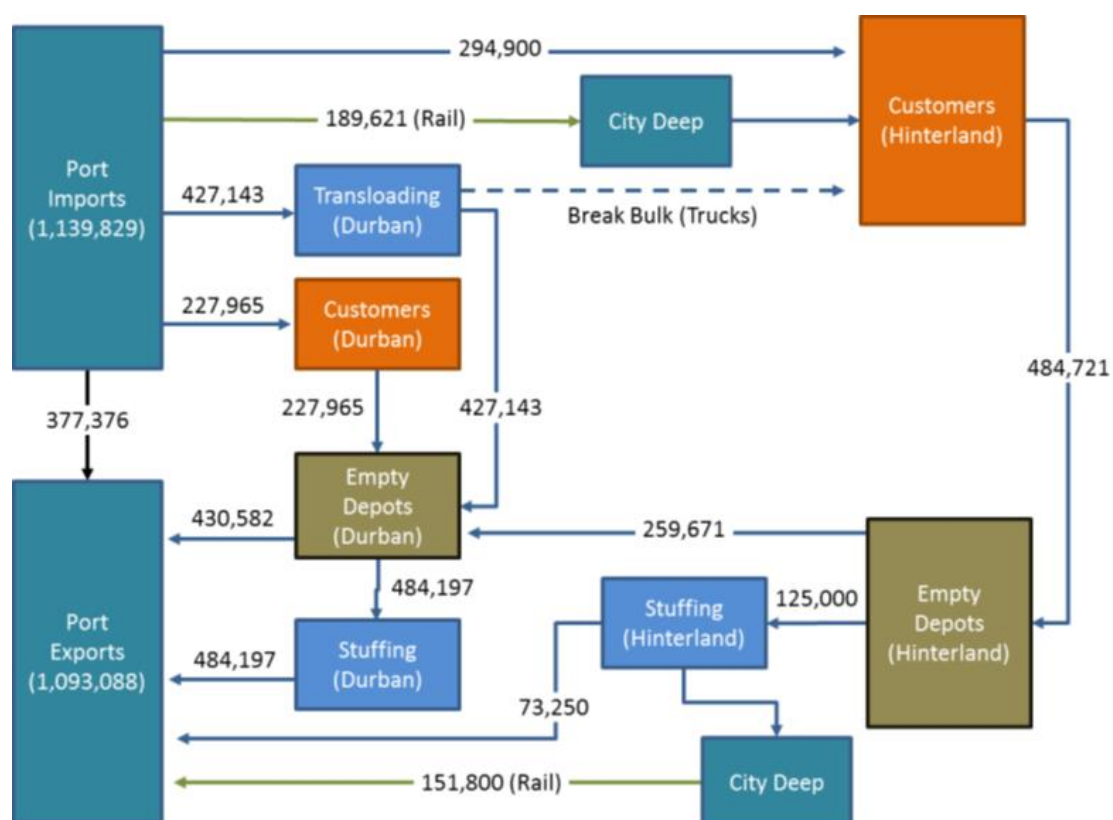 294,900
189,621 (Rail)
City Deep
Customers
(Hinterland)
Port
Imports
(1,139,829)
427,143
Transloading
(Durban)
Break Bulk (Trucks)
227,965
Customers
(Durban)
377,376
227,965
427,143
484,721
Empty
Depots
(Durban)
430,582
259,671
484,197
Stuffing
(Hinterland)
125,000
Empty
Depots
(Hinterland)
Port
Exports
(1,093,088)
484,197
Stuffing
(Durban)
73,250
151,800 (Rail)
City Deep